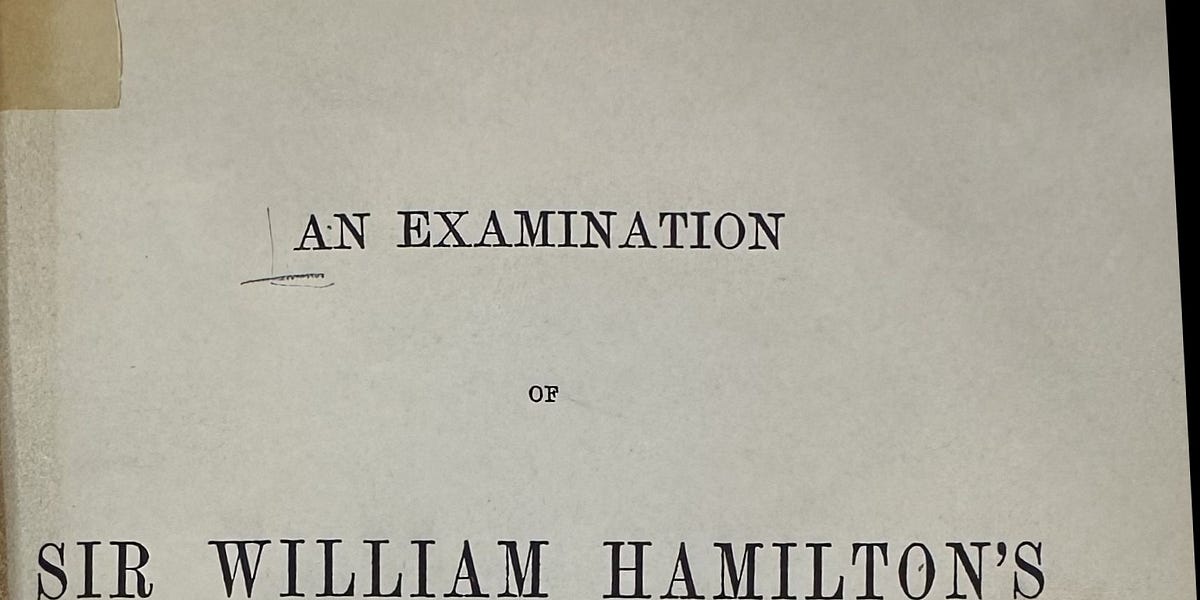 AN EXAMINATION
OF
SIR WILLIAM HAMILTON'S